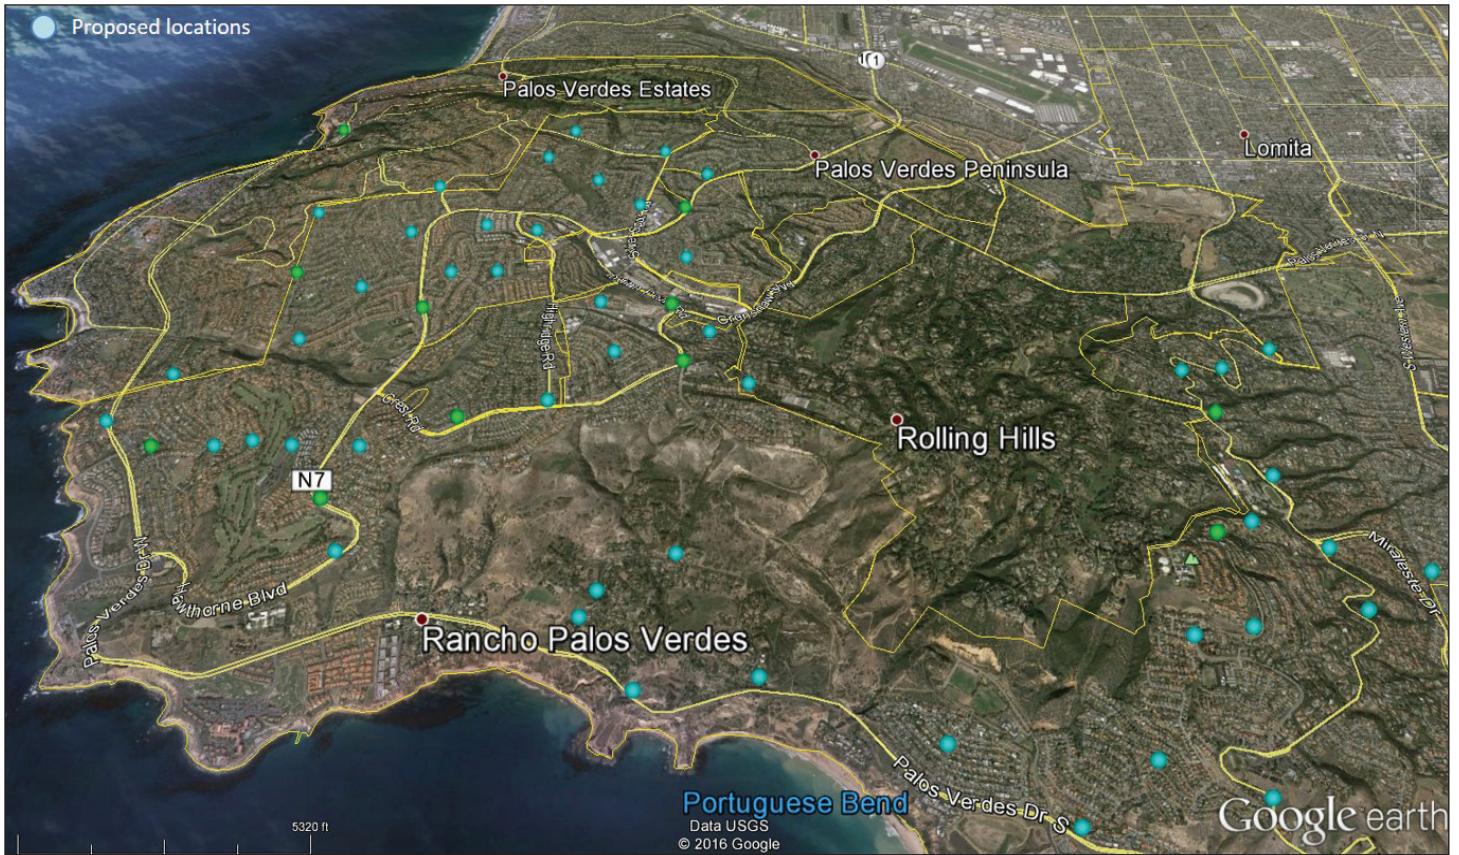 Proposed locations
1
Palos Verdes Estates
Lomita
Palos Verdes Peninsula
Highridge Rd
Crest Rd
Rolling Hills
N7
Miraleste Dr
Palos Verdes Dr W
Hawthorne Blvd
Rancho Palos Verdes
Palos Verdes Dr S
Portuguese Bend
Google earth
5320 ft
Data USGS
© 2016 Google